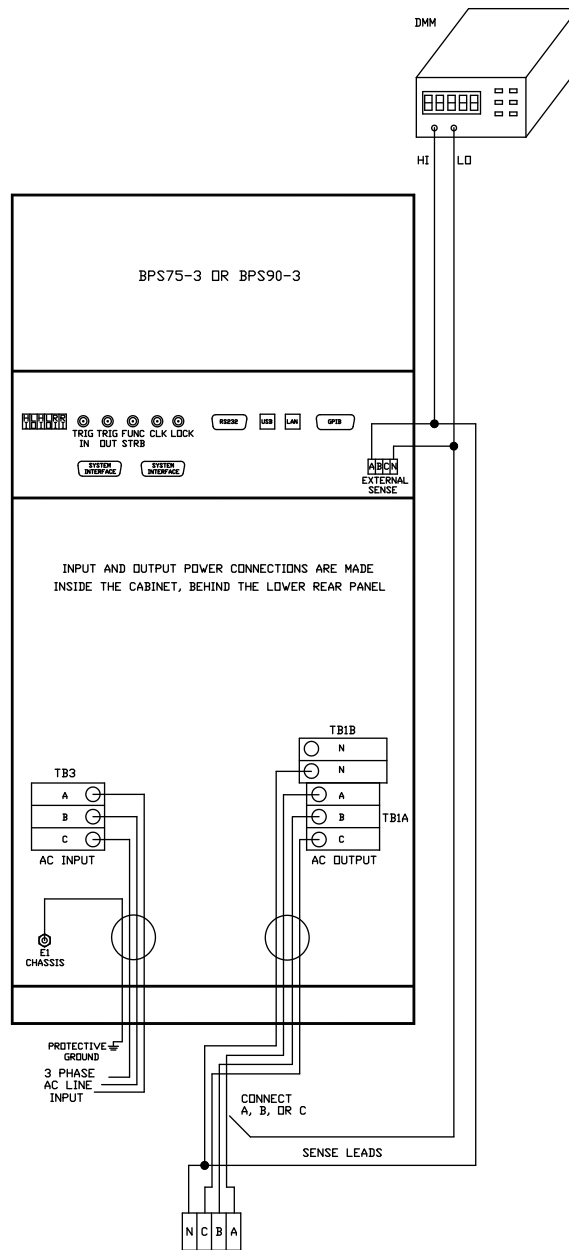 DMM
HI LO
BPS75-3 OR BPS90-3
TRIG IN
TRIG OUT
FUNC STRB
CLK
LOCK
RS232
USB
LAN
GPIB
SYSTEM INTERFACE
SYSTEM INTERFACE
A B C N
EXTERNAL SENSE
INPUT AND OUTPUT POWER CONNECTIONS ARE MADE
INSIDE THE CABINET, BEHIND THE LOWER REAR PANEL
TB1B
N
N
TB3
A
B
C
AC INPUT
A
B
C
TB1A
AC OUTPUT
E1
CHASSIS
PROTECTIVE
GROUND
3 PHASE
AC LINE
INPUT
CONNECT
A, B, OR C
SENSE LEADS
N C B A